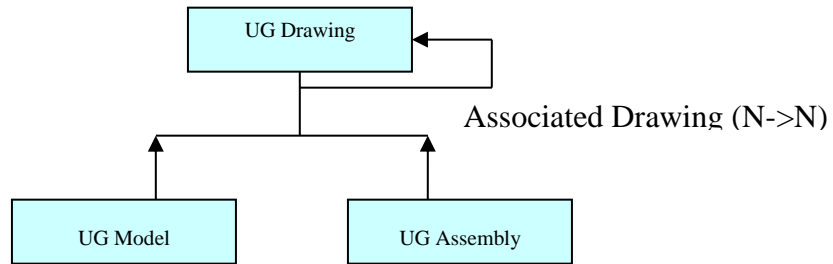 UG Drawing
Associated Drawing (N->N)
UG Model
UG Assembly